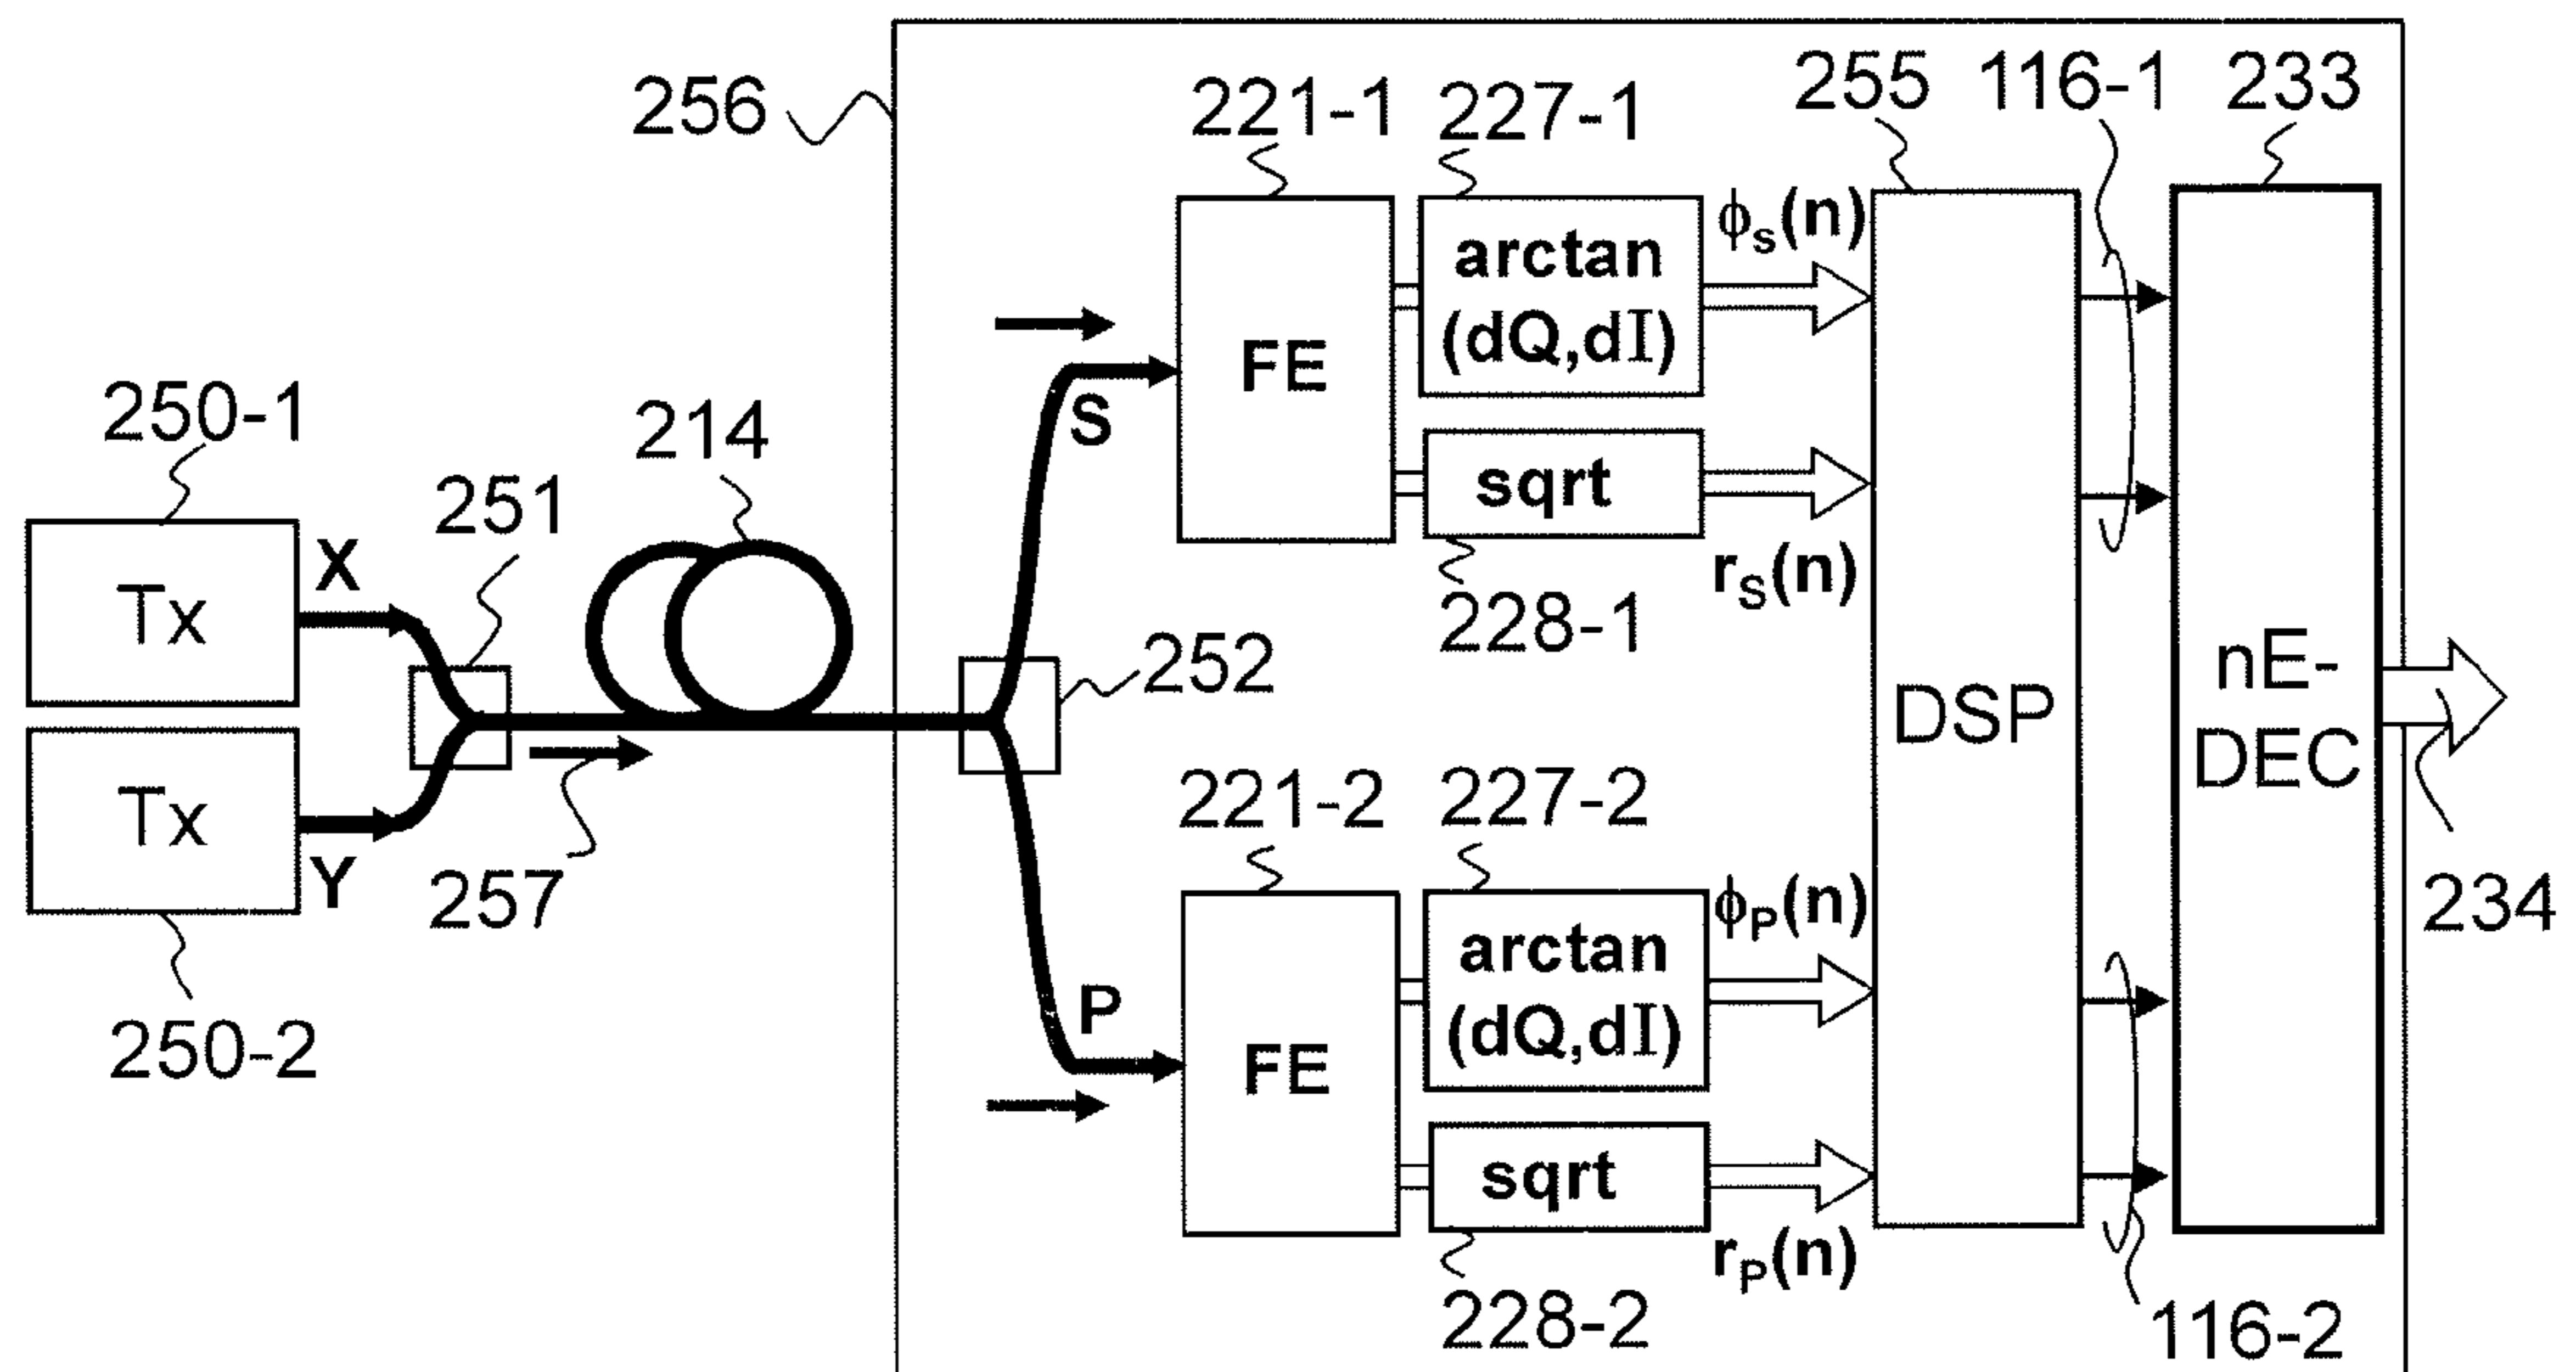 256
221-1
227-1
255
116-1
233
ϕs(n)
arctan
(dQ,dI)
FE
S
sqrt
rS(n)
228-1
250-1
Tx
X
251
214
252
Tx
Y
250-2
257
DSP
nE-
DEC
234
221-2
227-2
ϕP(n)
arctan
(dQ,dI)
P
FE
sqrt
rP(n)
228-2
116-2